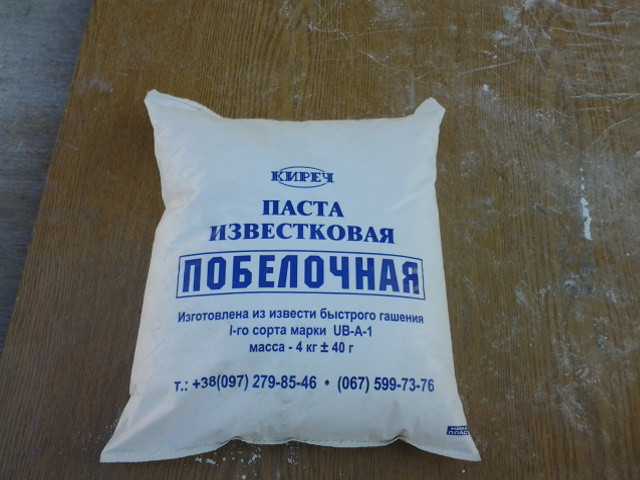 КИРЕЧ
ПАСТА
ИЗВЕСТКОВАЯ
ПОБЕЛОЧНАЯ
Изготовлена из извести быстрого гашения
I-го сорта марки UB-A-1
масса - 4 кг ± 40 г
т.: +38(097) 279-85-46 • (067) 599-73-76